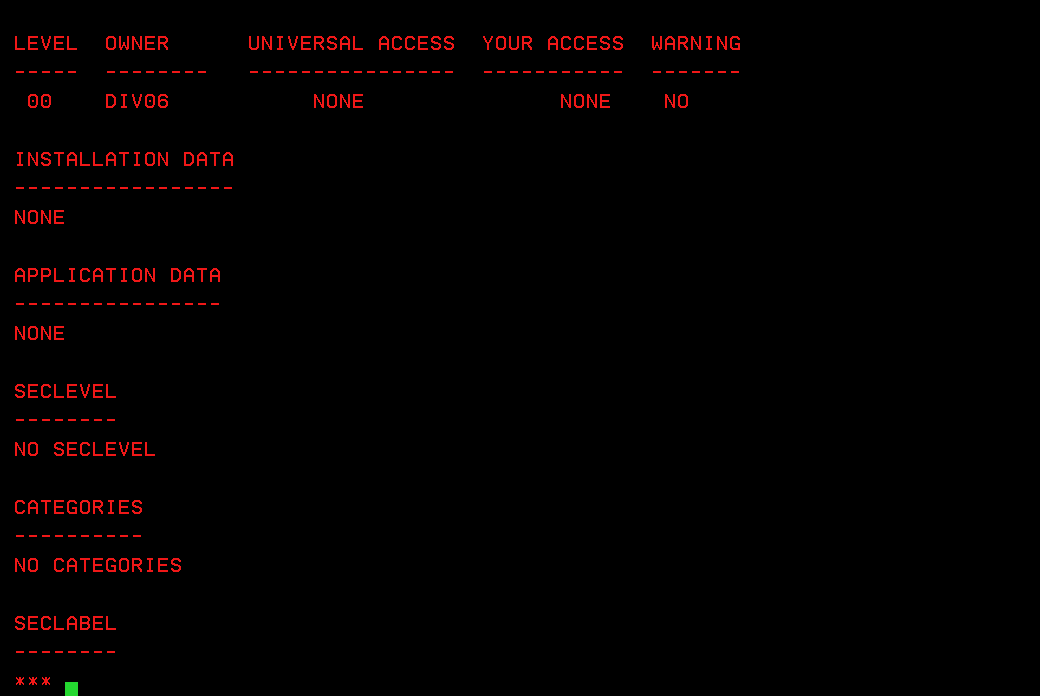 LEVEL  OWNER      UNIVERSAL ACCESS  YOUR ACCESS  WARNING
-----  --------   ----------------  -----------  -------
 00    DIV06           NONE               NONE    NO
INSTALLATION DATA
-----------------
NONE
APPLICATION DATA
----------------
NONE
SECLEVEL
--------
NO SECLEVEL
CATEGORIES
----------
NO CATEGORIES
SECLABEL
--------
***